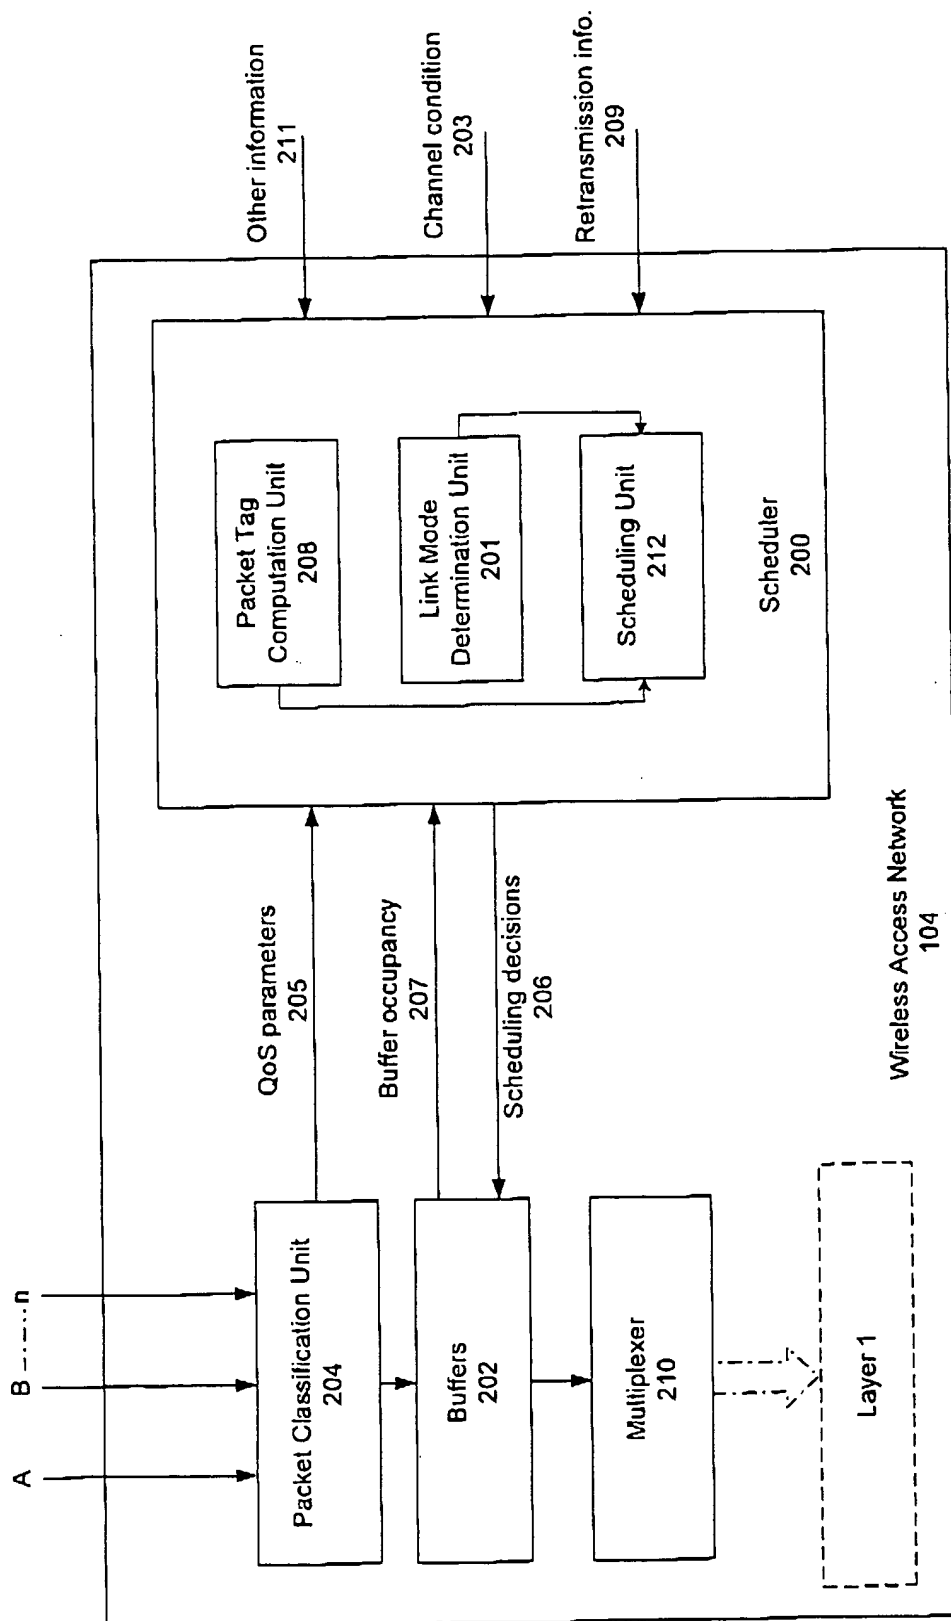 A
B
n
Packet Classification Unit
204
Buffers
202
Multiplexer
210
Layer 1
QoS parameters
205
Buffer occupancy
207
Scheduling decisions
206
Packet Tag
Computation Unit
208
Link Mode
Determination Unit
201
Scheduling Unit
212
Scheduler
200
Other information
211
Channel condition
203
Retransmission info.
209
Wireless Access Network
104